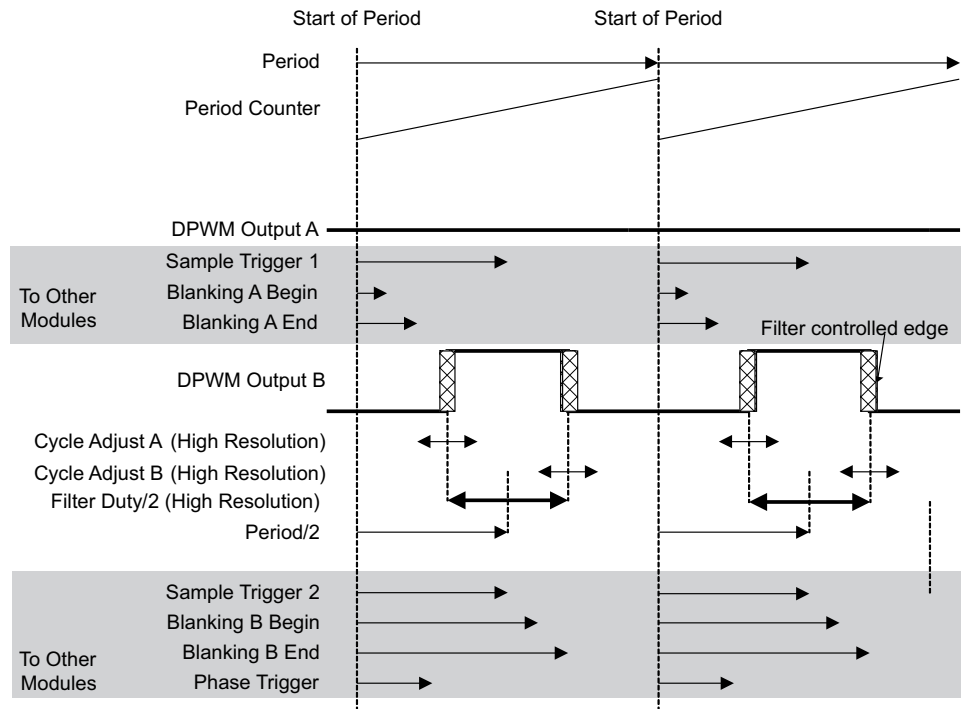 Start of Period
Start of Period
Period
Period Counter
DPWM Output A
To Other
Modules
Sample Trigger 1
Blanking A Begin
Blanking A End
Filter controlled edge
DPWM Output B
Cycle Adjust A (High Resolution)
Cycle Adjust B (High Resolution)
Filter Duty/2 (High Resolution)
Period/2
Sample Trigger 2
Blanking B Begin
Blanking B End
Phase Trigger
To Other
Modules